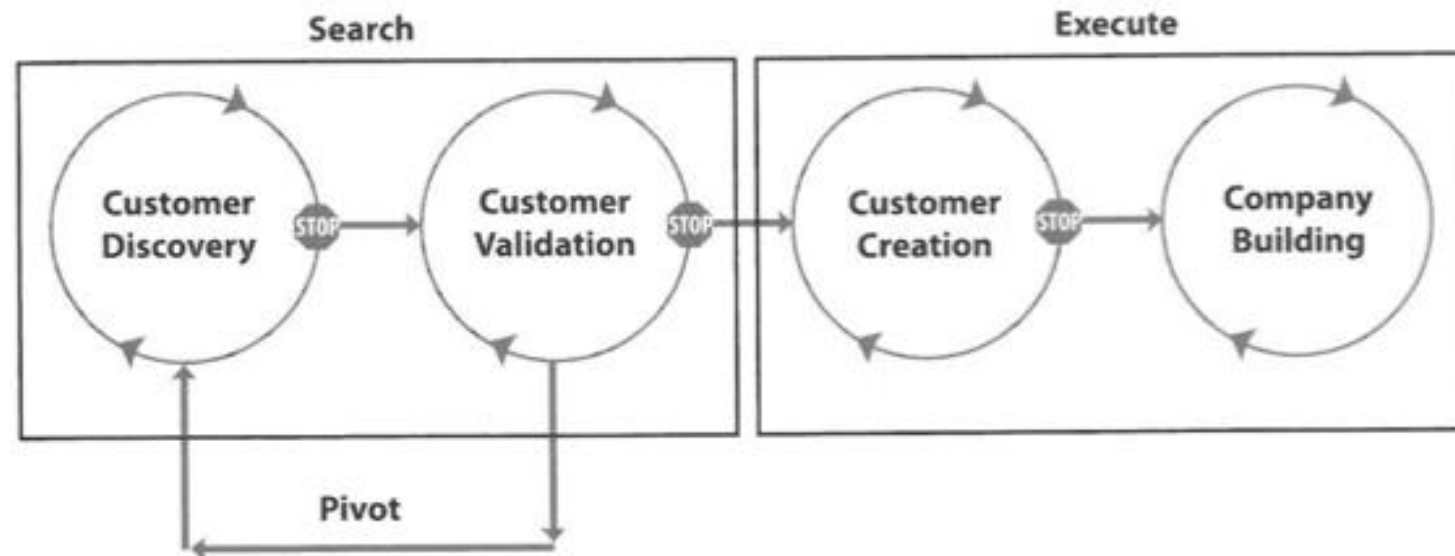 Search
Execute
Customer
Discovery
STOP
Customer
Validation
STOP
Customer
Creation
STOP
Company
Building
Pivot